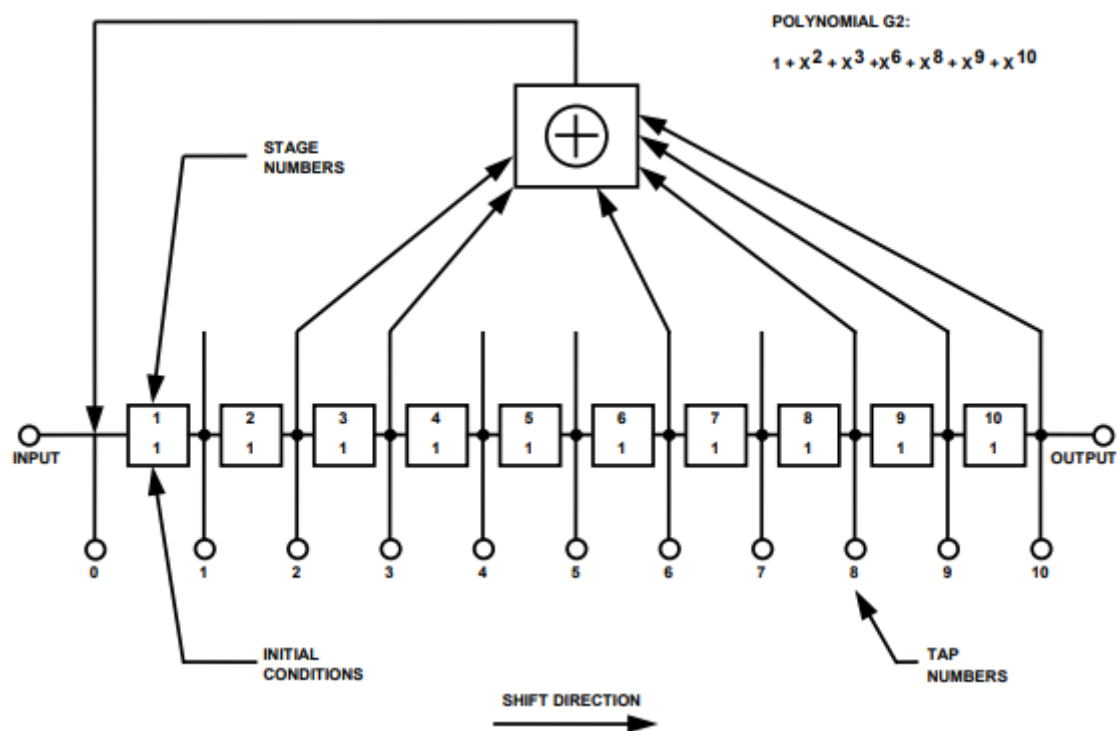 POLYNOMIAL G2:
1 + X² + X³ +X⁶ + X⁸ + X⁹ + X¹⁰
STAGE
NUMBERS
1 2 3 4 5 6 7 8 9 10
1 1 1 1 1 1 1 1 1 1
INPUT OUTPUT
0 1 2 3 4 5 6 7 8 9 10
INITIAL
CONDITIONS
TAP
NUMBERS
SHIFT DIRECTION